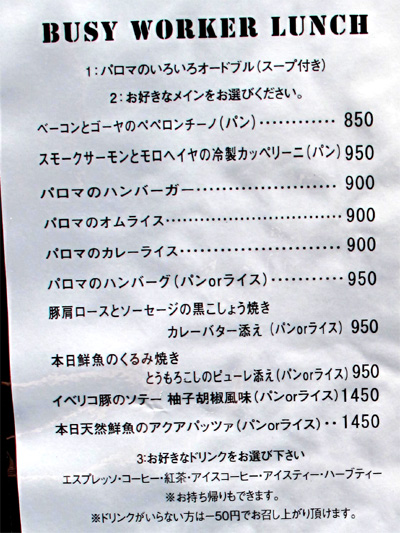 BUSY WORKER LUNCH
1：パロマのいろいろオードブル（スープ付き）
2：お好きなメインをお選びください。
ベーコンとゴーヤのペペロンチーノ（パン）………… 850
スモークサーモンとモロヘイヤの冷製カッペリーニ（パン） 950
パロマのハンバーガー…………………… 900
パロマのオムライス…………………………… 900
パロマのカレーライス…………………… 900
パロマのハンバーグ（パンorライス）………… 950
豚肩ロースとソーセージの黒こしょう焼き
カレーバター添え（パンorライス） 950
本日鮮魚のくるみ焼き
とうもろこしのピューレ添え（パンorライス） 950
イベリコ豚のソテー 柚子胡椒風味（パンorライス） 1450
本日天然鮮魚のアクアパッツァ（パンorライス）‥ 1450
3：お好きなドリンクをお選び下さい
エスプレッソ・コーヒー・紅茶・アイスコーヒー・アイスティー・ハーブティー
※お持ち帰りもできます。
※ドリンクがいらない方は－50円でお召し上がり頂けます。